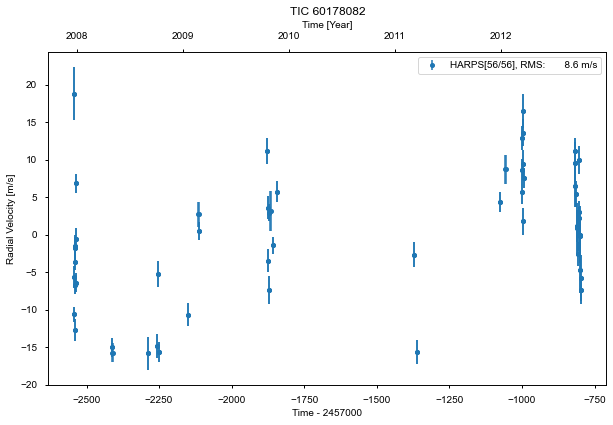 TIC 60178082
Time [Year]
2008 2009 2010 2011 2012
HARPS[56/56], RMS: 8.6 m/s
Radial Velocity [m/s]
20
15
10
5
0
−5
−10
−15
−20
−2500 −2250 −2000 −1750 −1500 −1250 −1000 −750
Time - 2457000